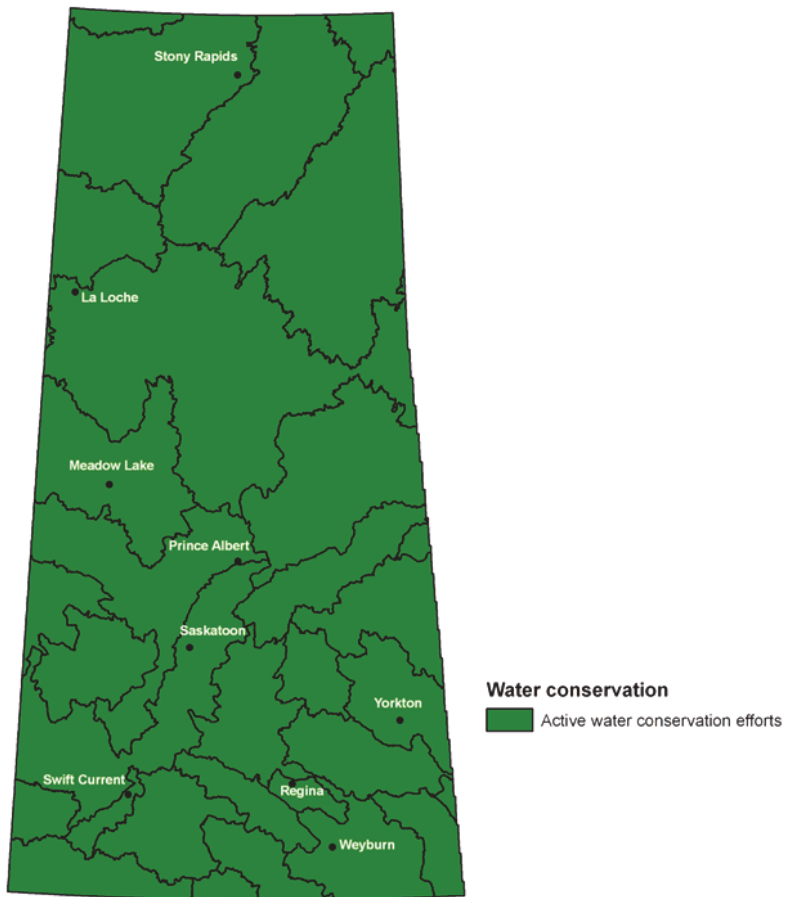 Stony Rapids
La Loche
Meadow Lake
Prince Albert
Saskatoon
Water conservation
Yorkton
Active water conservation efforts
Swift Current
Regina
Weyburn